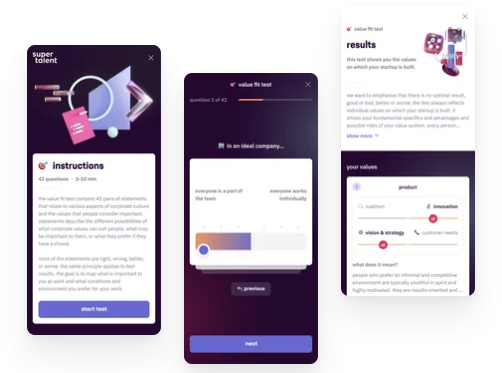 super
talent
instructions
42 questions · 5-10 min
the value fit test contains 42 pairs of statements
that relate to various aspects of corporate culture
and the values that people consider important.
statements describe the different possibilities of
what corporate values can suit people, what may
be important to them, or what they prefer if they
have a choice
none of the statements are right, wrong, better,
or worse. the same principle applies to test
results. the goal is to map what is important to
you at work and what conditions and
environment you prefer for your work.
start test
value fit test
question 1 of 42
in an ideal company...
everyone is a part of
the team
everyone works
individually
previous
next
value fit test
results
this test shows you the values
on which your startup is built.
we want to emphasize that there is no optimal result,
good or bad, better or worse. the test always reflects
individual values on which your startup is built. it
shows your fundamental specifics and advantages and
possible risks of your value system. every person...
show more
your values
product
tradition
innovation
vision & strategy
customer needs
what does it mean?
people who prefer an informal and competitive
environment are typically youthful in spirit and
highly motivated. they are results-oriented and ...